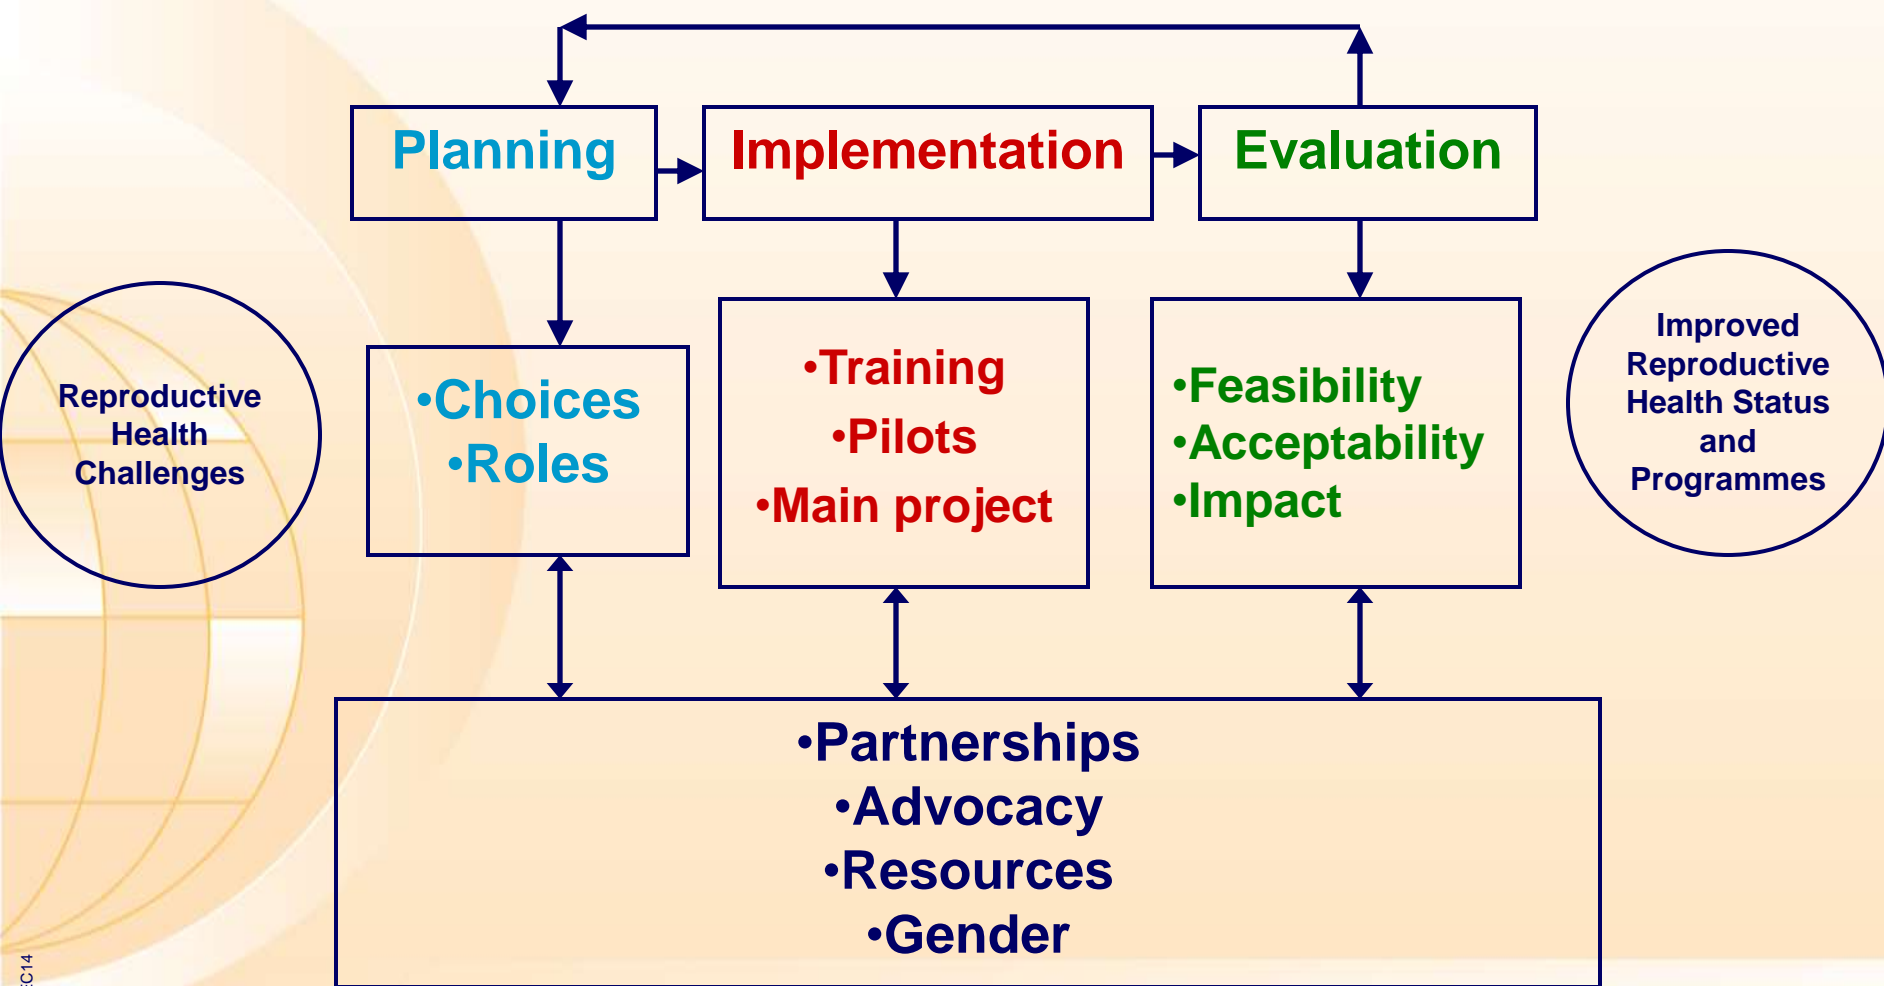 Planning
Implementation
Evaluation
Reproductive
Health
Challenges
•Choices
•Roles
•Training
•Pilots
•Main project
•Feasibility
•Acceptability
•Impact
Improved
Reproductive
Health Status
and
Programmes
•Partnerships
•Advocacy
•Resources
•Gender